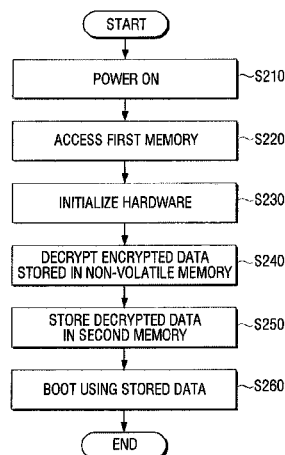 START
POWER ON
~S210
ACCESS FIRST MEMORY
~S220
INITIALIZE HARDWARE
~S230
DECRYPT ENCRYPTED DATA
STORED IN NON-VOLATILE MEMORY
~S240
STORE DECRYPTED DATA
IN SECOND MEMORY
~S250
BOOT USING STORED DATA
~S260
END